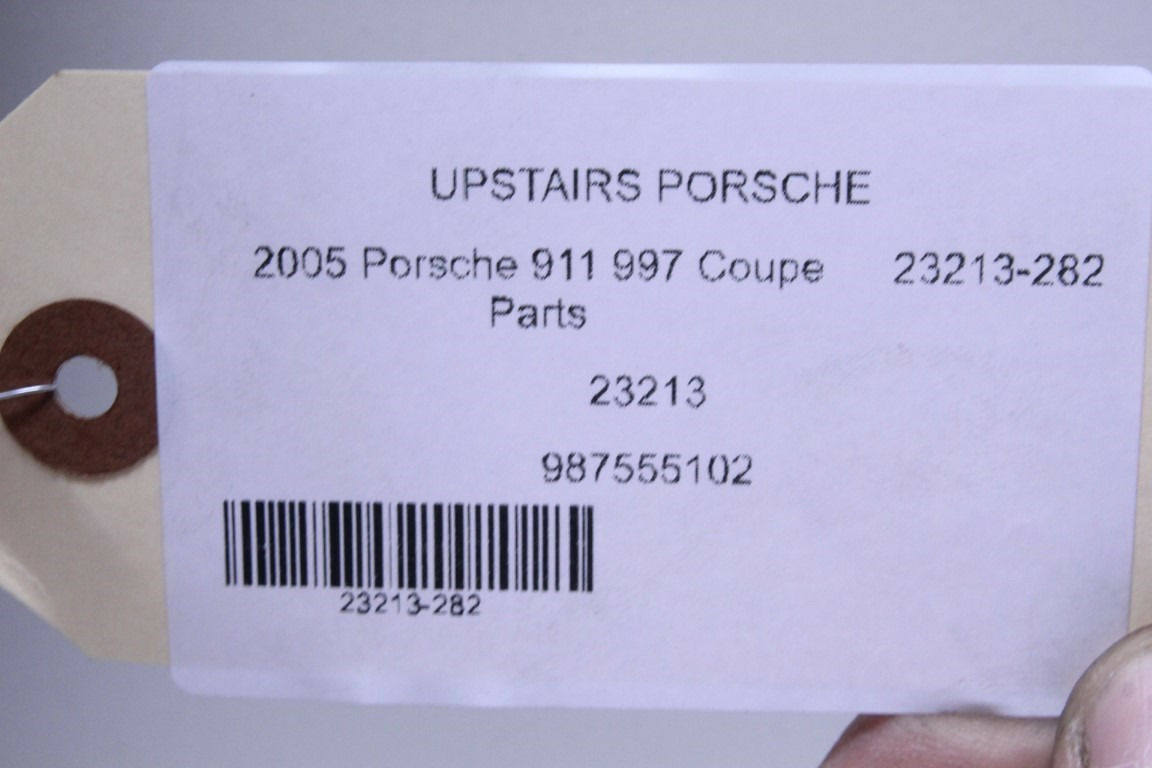 UPSTAIRS PORSCHE
2005 Porsche 911 997 Coupe 23213-282
Parts
23213
987555102
23213-282